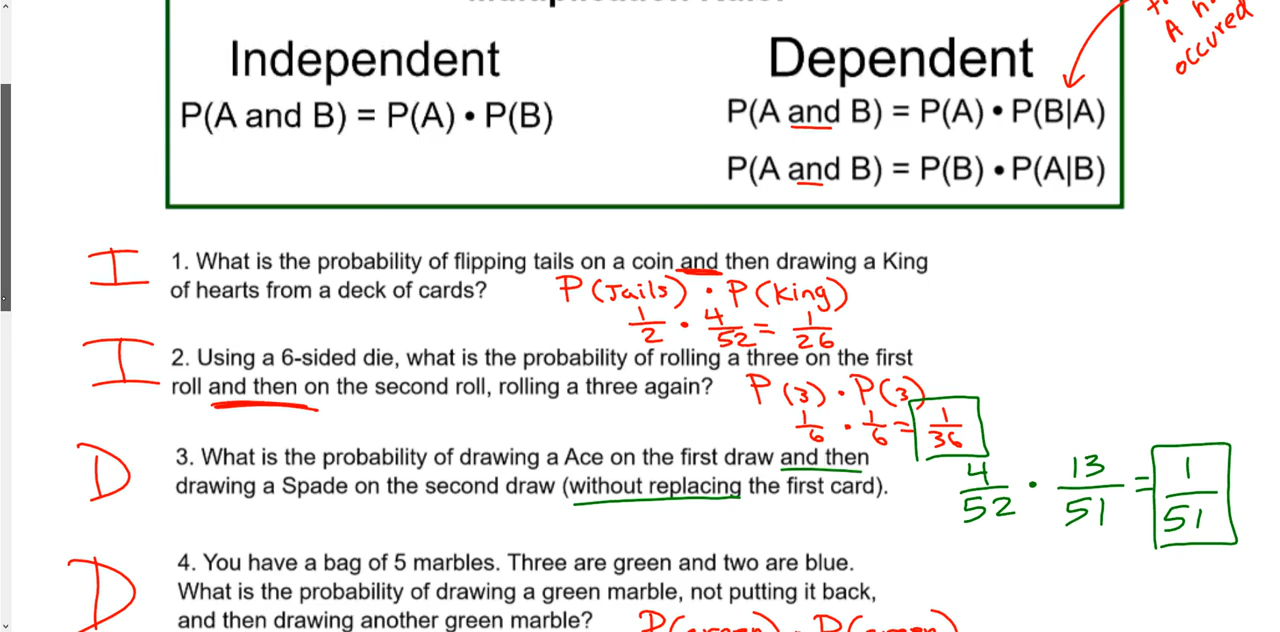 A
occured
Independent
Dependent
P(A and B) = P(A) • P(B)
P(A and B) = P(A) • P(B|A)
P(A and B) = P(B) • P(A|B)
I
1. What is the probability of flipping tails on a coin and then drawing a King
of hearts from a deck of cards?
P(Tails) · P(King)
1/2 · 4/52 = 1/26
I
2. Using a 6-sided die, what is the probability of rolling a three on the first
roll and then on the second roll, rolling a three again?
P(3) · P(3)
1/6 · 1/6 = 1/36
D
3. What is the probability of drawing a Ace on the first draw and then
drawing a Spade on the second draw (without replacing the first card).
4/52 · 13/51 = 1/51
D
4. You have a bag of 5 marbles. Three are green and two are blue.
What is the probability of drawing a green marble, not putting it back,
and then drawing another green marble?
P(green) · P(green)